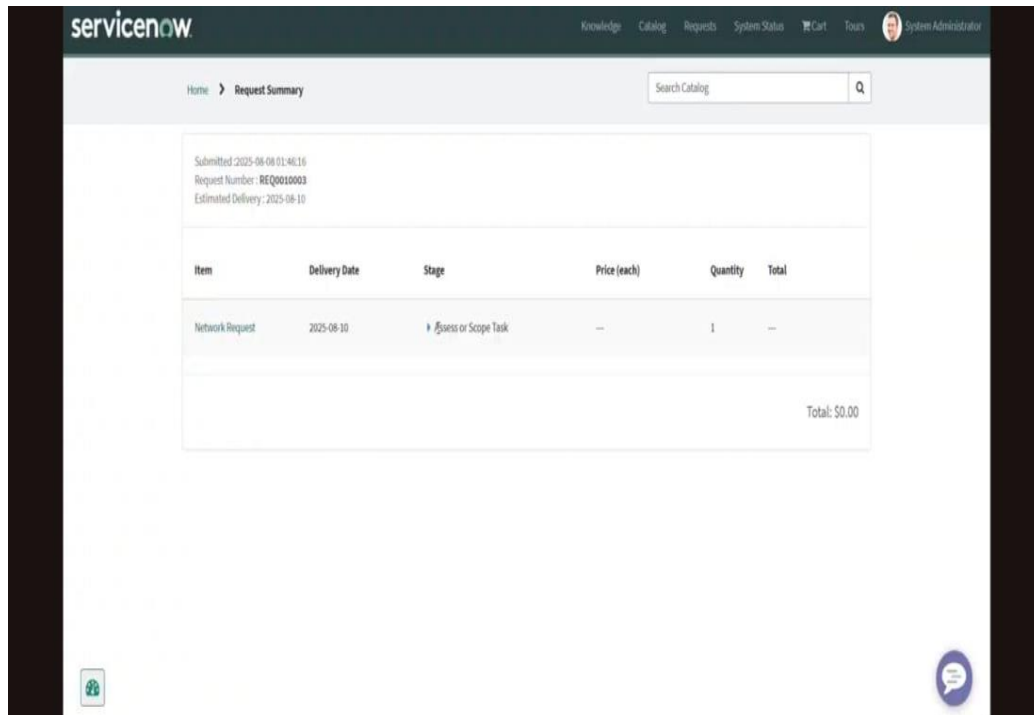 servicenow
Knowledge Catalog Requests System Status Cart Tours System Administrator
Home > Request Summary
Search Catalog
Submitted :2025-08-08 01:46:16
Request Number : REQ0010003
Estimated Delivery : 2025-08-10
Item Delivery Date Stage Price (each) Quantity Total
Network Request 2025-08-10 Assess or Scope Task — 1 —
Total: $0.00